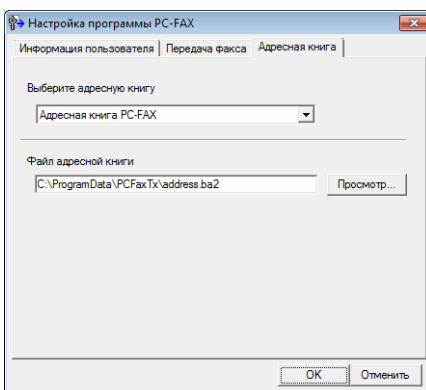 Настройка программы PC-FAX
Информация пользователя Передача факса Адресная книга
Выберите адресную книгу
Адресная книга PC-FAX
Файл адресной книги
C:\ProgramData\PCFaxTx\address.ba2 Просмотр...
OK Отменить